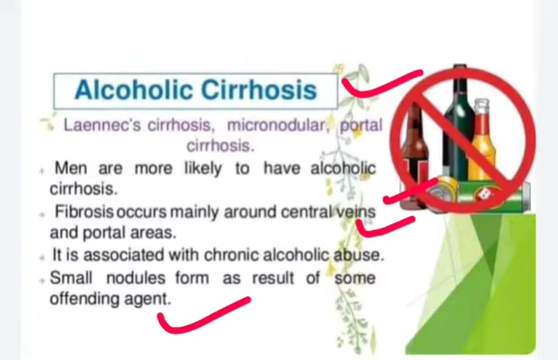 Alcoholic Cirrhosis
Laennec's cirrhosis, micronodular, portal
cirrhosis.
Men are more likely to have alcoholic
cirrhosis.
Fibrosis occurs mainly around central veins
and portal areas.
It is associated with chronic alcoholic abuse.
Small nodules form as result of some
offending agent.